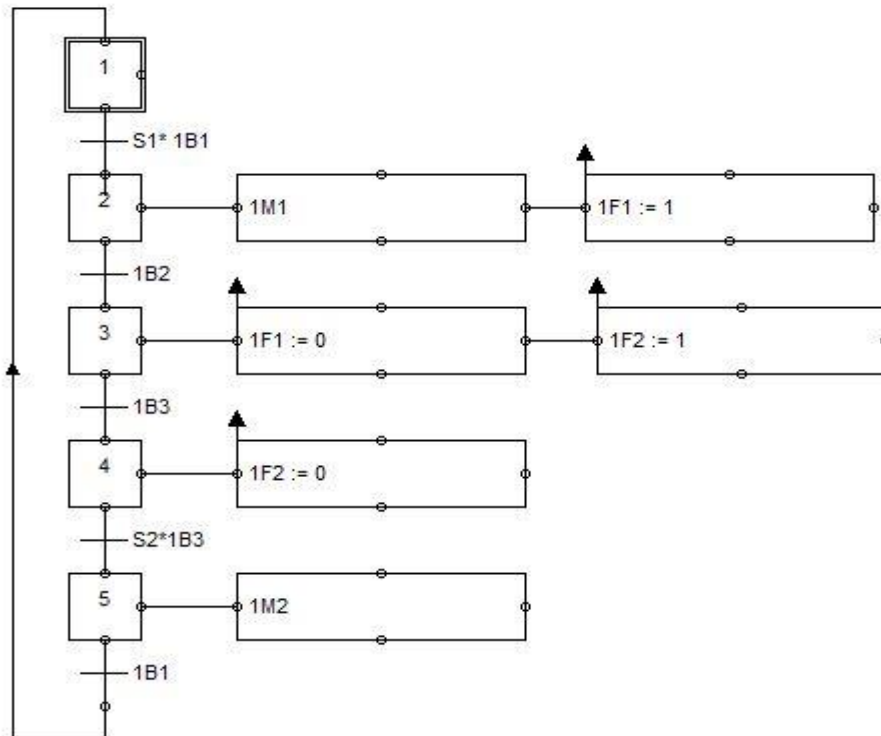 1
S1* 1B1
2
1M1
1F1 := 1
1B2
3
1F1 := 0
1F2 := 1
1B3
4
1F2 := 0
S2*1B3
5
1M2
1B1